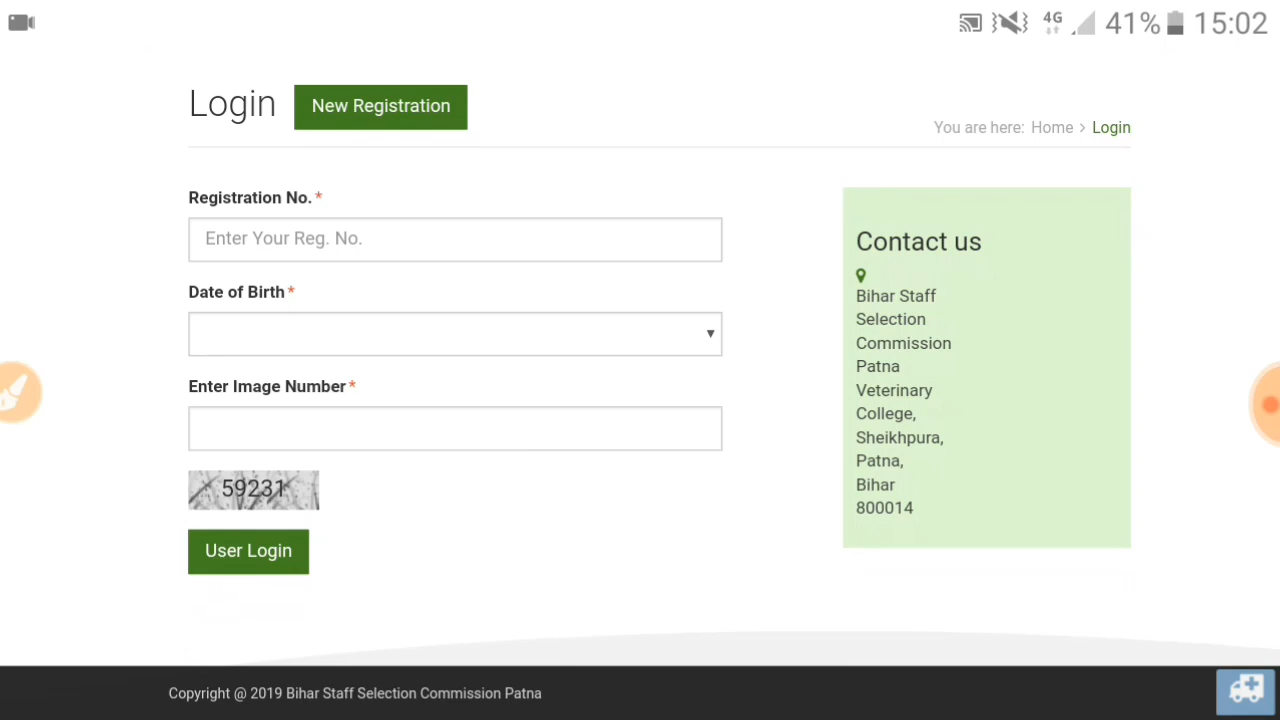 4G 41% 15:02
Login
New Registration
You are here: Home > Login
Registration No. *
Enter Your Reg. No.
Date of Birth *
Enter Image Number *
59231
User Login
Contact us
Bihar Staff
Selection
Commission
Patna
Veterinary
College,
Sheikhpura,
Patna,
Bihar
800014
Copyright @ 2019 Bihar Staff Selection Commission Patna